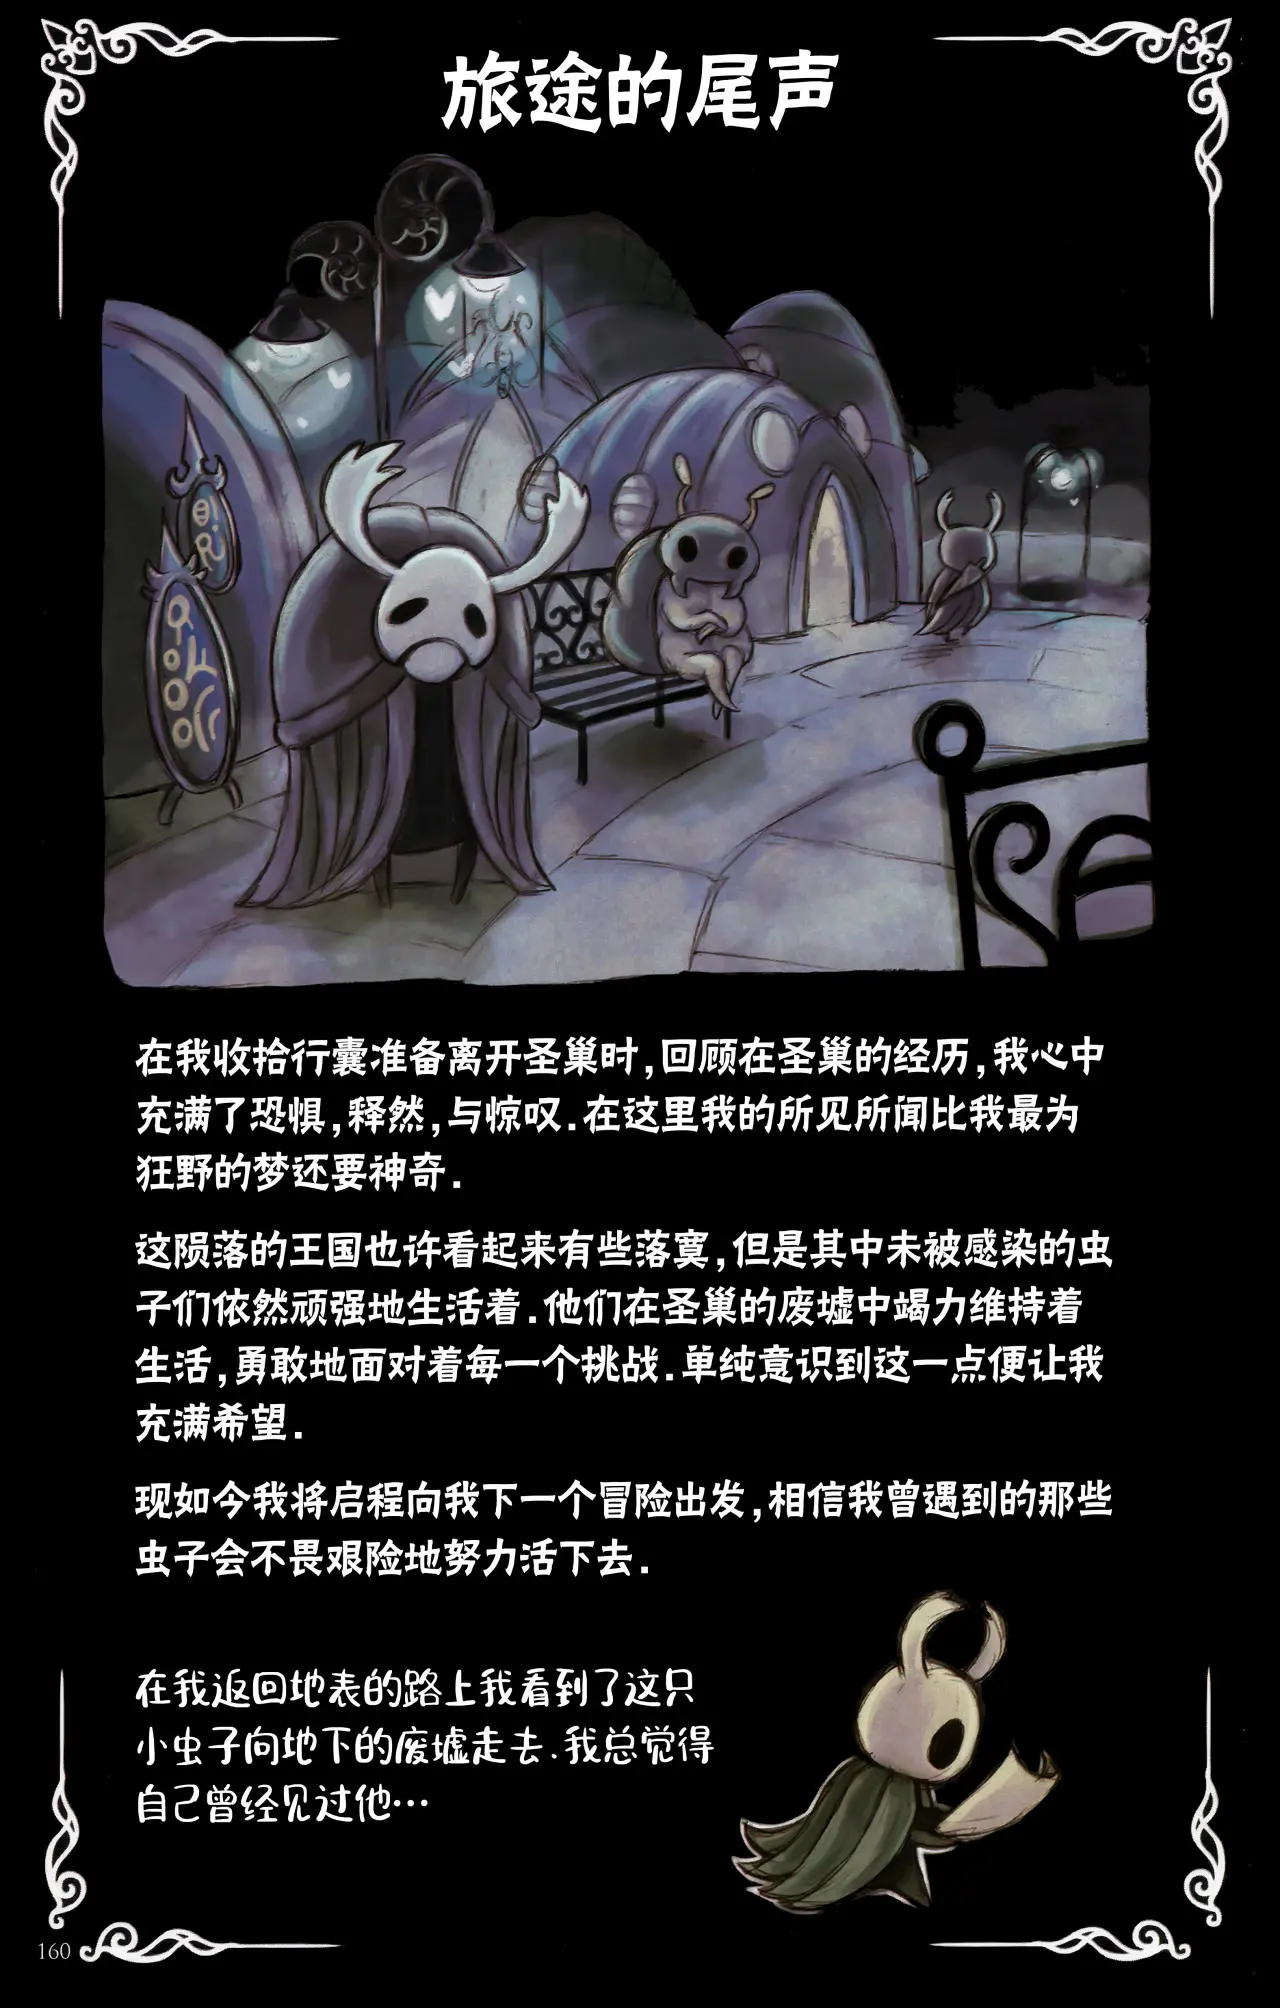 旅途的尾声
在我收拾行囊准备离开圣巢时,回顾在圣巢的经历,我心中
充满了恐惧,释然,与惊叹.在这里我的所见所闻比我最为
狂野的梦还要神奇.
这陨落的王国也许看起来有些落寞,但是其中未被感染的虫
子们依然顽强地生活着.他们在圣巢的废墟中竭力维持着
生活,勇敢地面对着每一个挑战.单纯意识到这一点便让我
充满希望.
现如今我将启程向我下一个冒险出发,相信我曾遇到的那些
虫子会不畏艰险地努力活下去.
在我返回地表的路上我看到了这只
小虫子向地下的废墟走去.我总觉得
自己曾经见过他…
160